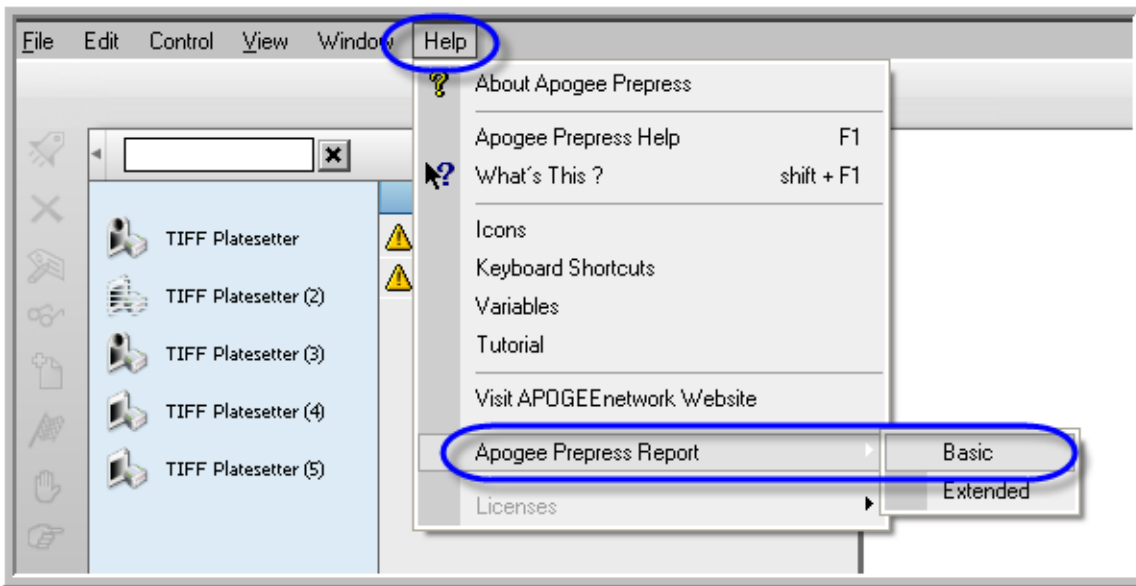 File Edit Control View Window Help
About Apogee Prepress
Apogee Prepress Help F1
What's This ? shift + F1
Icons
Keyboard Shortcuts
Variables
Tutorial
Visit APOGEEnetwork Website
Apogee Prepress Report
Licenses
Basic
Extended
TIFF Platesetter
TIFF Platesetter (2)
TIFF Platesetter (3)
TIFF Platesetter (4)
TIFF Platesetter (5)